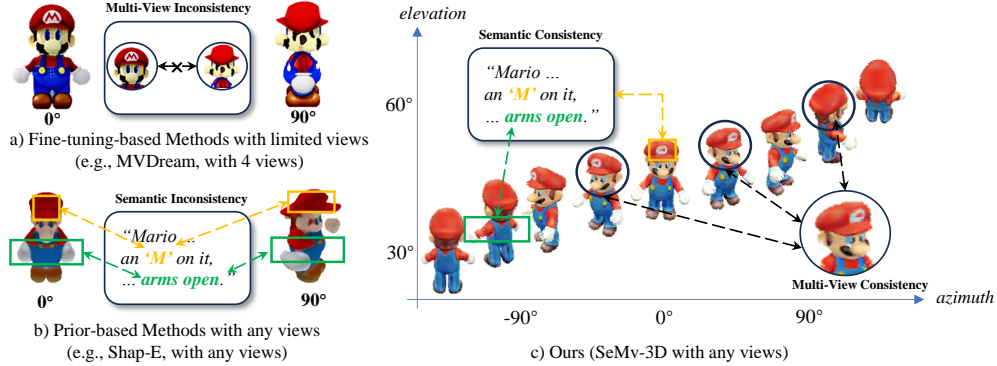 Multi-View Inconsistency
0°
90°
a) Fine-tuning-based Methods with limited views
(e.g., MVDream, with 4 views)
Semantic Inconsistency
“Mario ...
an ‘M’ on it,
... arms open.”
0°
90°
b) Prior-based Methods with any views
(e.g., Shap-E, with any views)
elevation
Semantic Consistency
“Mario ...
an ‘M’ on it,
... arms open.”
60°
30°
Multi-View Consistency
azimuth
-90°
0°
90°
c) Ours (SeMv-3D with any views)